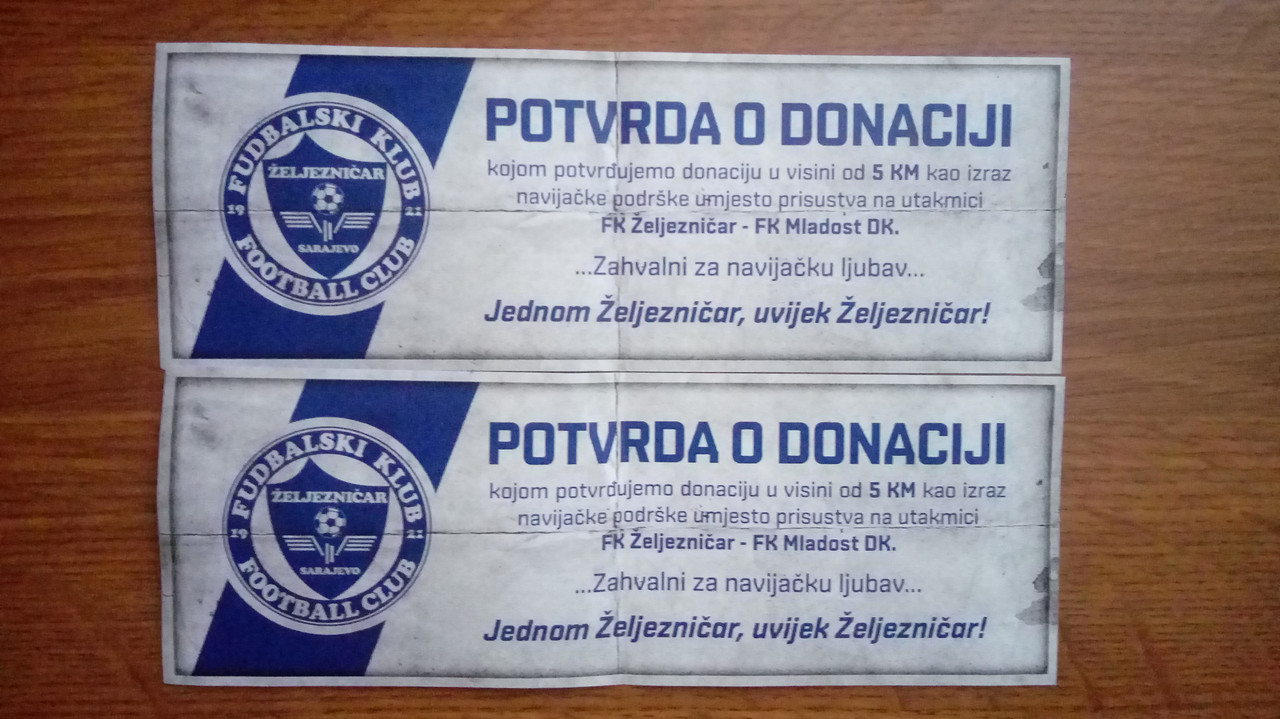 FUDBALSKI KLUB
ŽELJEZNIČAR
19 21
SARAJEVO
FOOTBALL CLUB
POTVRDA O DONACIJI
kojom potvrđujemo donaciju u visini od 5 KM kao izraz
navijačke podrške umjesto prisustva na utakmici
FK Željezničar - FK Mladost DK.
...Zahvalni za navijačku ljubav...
Jednom Željezničar, uvijek Željezničar!
FUDBALSKI KLUB
ŽELJEZNIČAR
19 21
SARAJEVO
FOOTBALL CLUB
POTVRDA O DONACIJI
kojom potvrđujemo donaciju u visini od 5 KM kao izraz
navijačke podrške umjesto prisustva na utakmici
FK Željezničar - FK Mladost DK.
...Zahvalni za navijačku ljubav...
Jednom Željezničar, uvijek Željezničar!